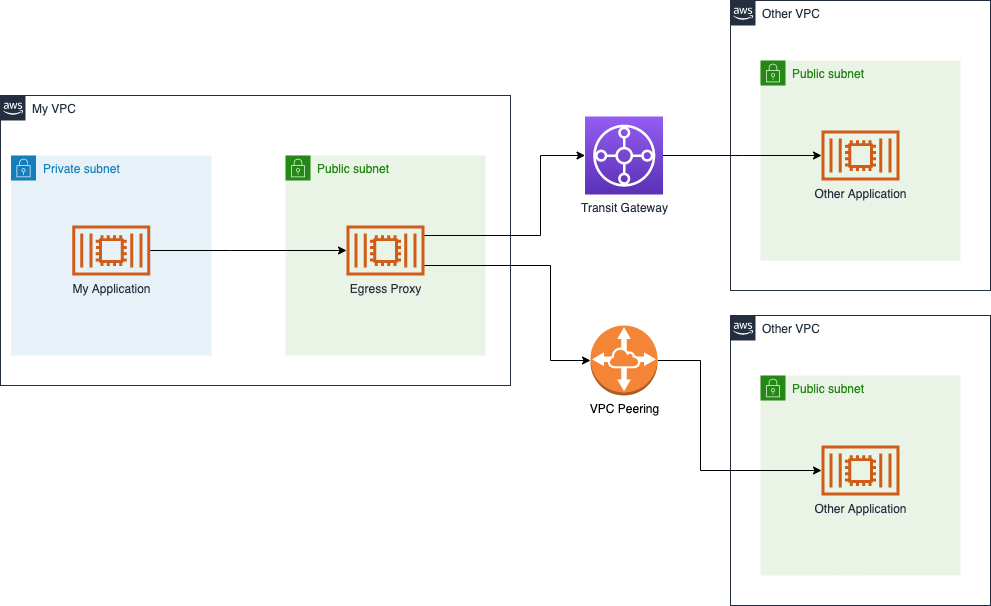 aws
Other VPC
Public subnet
Other Application
aws
My VPC
Private subnet
My Application
Public subnet
Egress Proxy
Transit Gateway
VPC Peering
aws
Other VPC
Public subnet
Other Application